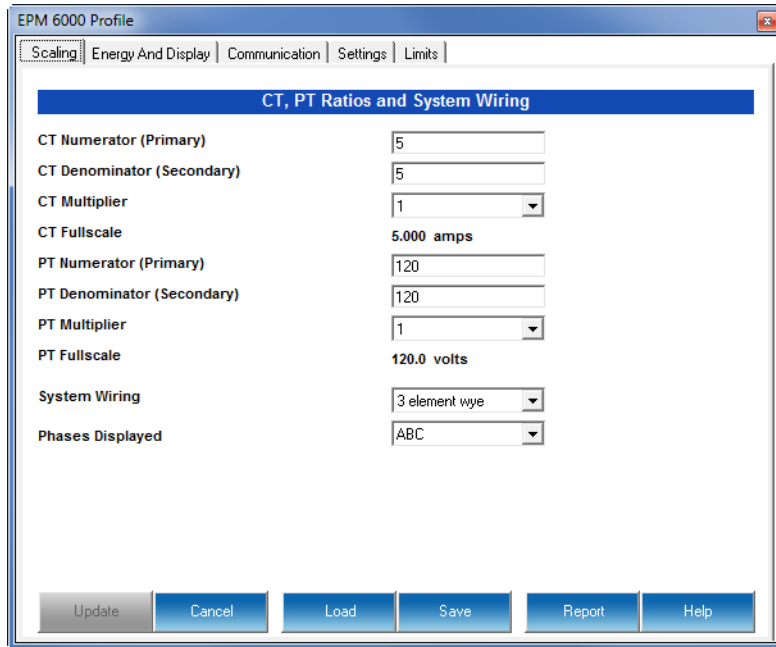 EPM 6000 Profile
Scaling Energy And Display Communication Settings Limits
CT, PT Ratios and System Wiring
CT Numerator (Primary) 5
CT Denominator (Secondary) 5
CT Multiplier 1
CT Fullscale 5.000 amps
PT Numerator (Primary) 120
PT Denominator (Secondary) 120
PT Multiplier 1
PT Fullscale 120.0 volts
System Wiring 3 element wye
Phases Displayed ABC
Update Cancel Load Save Report Help